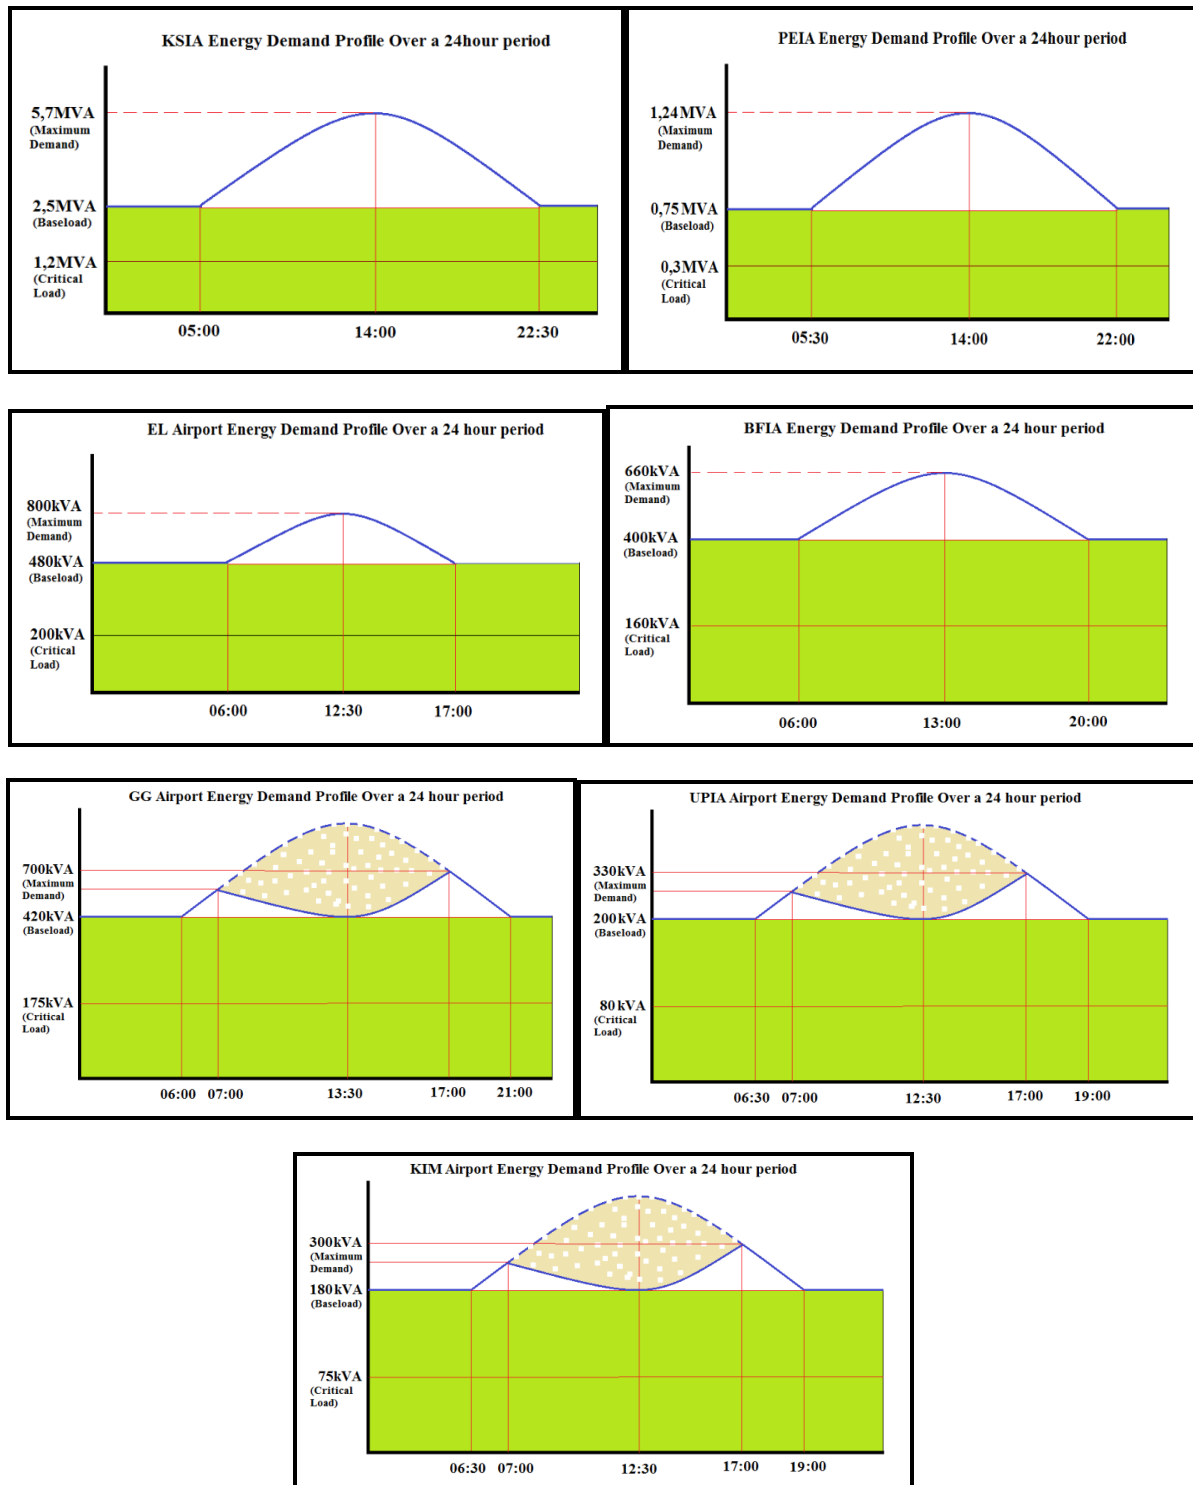 KSIA Energy Demand Profile Over a 24hour period
5,7MVA
(Maximum
Demand)
2,5MVA
(Baseload)
1,2MVA
(Critical
Load)
05:00 14:00 22:30
PEIA Energy Demand Profile Over a 24hour period
1,24MVA
(Maximum
Demand)
0,75MVA
(Baseload)
0,3MVA
(Critical
Load)
05:30 14:00 22:00
EL Airport Energy Demand Profile Over a 24 hour period
800kVA
(Maximum
Demand)
480kVA
(Baseload)
200kVA
(Critical
Load)
06:00 12:30 17:00
BFIA Energy Demand Profile Over a 24 hour period
660kVA
(Maximum
Demand)
400kVA
(Baseload)
160kVA
(Critical
Load)
06:00 13:00 20:00
GG Airport Energy Demand Profile Over a 24 hour period
700kVA
(Maximum
Demand)
420kVA
(Baseload)
175kVA
(Critical
Load)
06:00 07:00 13:30 17:00 21:00
UPIA Airport Energy Demand Profile Over a 24 hour period
330kVA
(Maximum
Demand)
200kVA
(Baseload)
80kVA
(Critical
Load)
06:30 07:00 12:30 17:00 19:00
KIM Airport Energy Demand Profile Over a 24 hour period
300kVA
(Maximum
Demand)
180kVA
(Baseload)
75kVA
(Critical
Load)
06:30 07:00 12:30 17:00 19:00